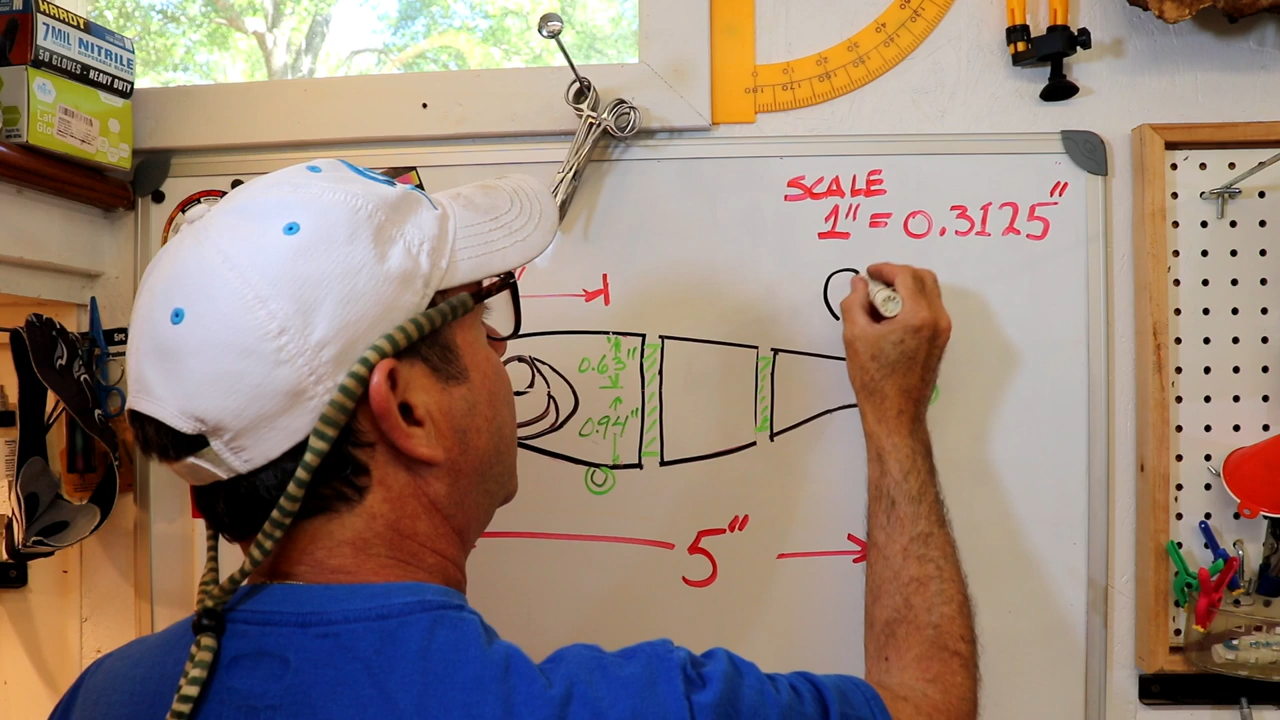 HARDY
7MIL NITRILE
50 GLOVES - HEAVY DUTY
SCALE
1" = 0.3125"
0.63"
0.94"
5"